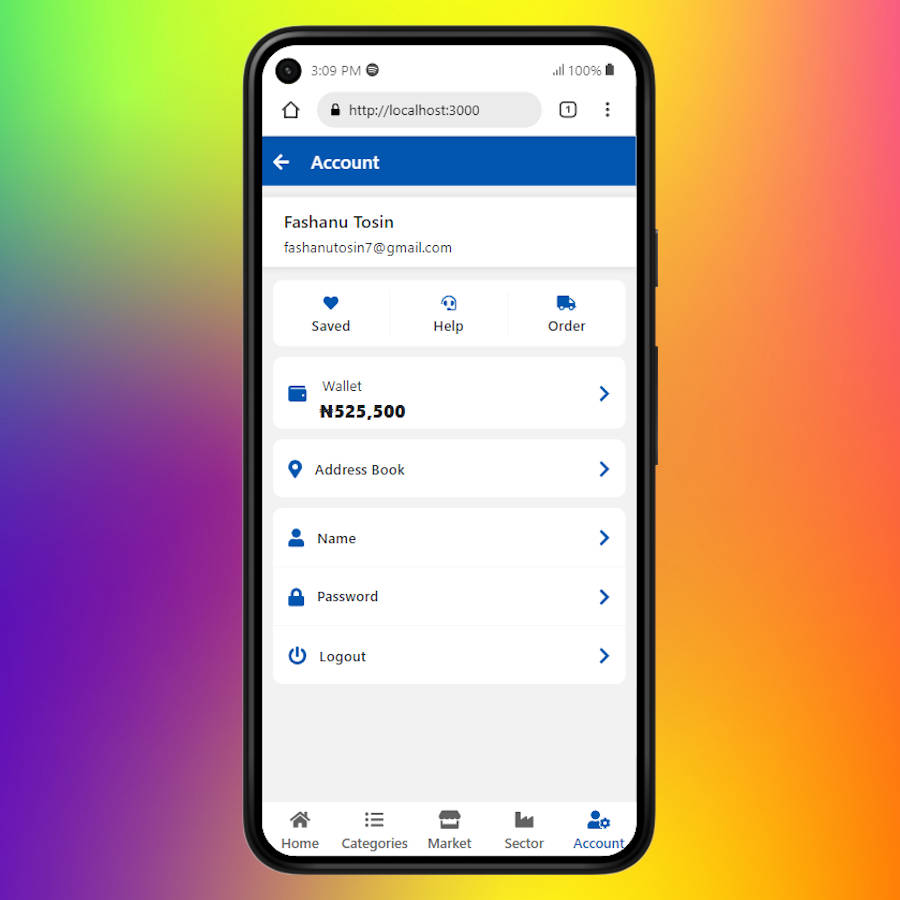 3:09 PM 100%
http://localhost:3000 1
Account
Fashanu Tosin
fashanutosin7@gmail.com
Saved Help Order
Wallet
₦525,500
Address Book
Name
Password
Logout
Home Categories Market Sector Account